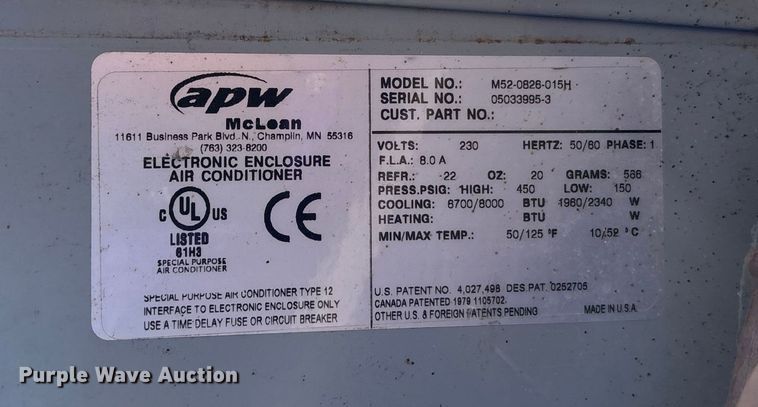 apw
McLean
11611 Business Park Blvd. N., Champlin, MN 55316
(763) 323-8200
ELECTRONIC ENCLOSURE
AIR CONDITIONER
C UL US
LISTED
61H3
SPECIAL PURPOSE
AIR CONDITIONER
CE
SPECIAL PURPOSE AIR CONDITIONER TYPE 12
INTERFACE TO ELECTRONIC ENCLOSURE ONLY
USE A TIME DELAY FUSE OR CIRCUIT BREAKER
MODEL NO.: M52-0826-015H
SERIAL NO.: 05033995-3
CUST. PART NO.:
VOLTS: 230 HERTZ: 50/60 PHASE: 1
F.L.A.: 8.0 A
REFR.: -22 OZ: 20 GRAMS: 566
PRESS.PSIG: HIGH: 450 LOW: 150
COOLING: 6700/8000 BTU 1960/2340 W
HEATING: BTU W
MIN/MAX TEMP.: 50/125 °F 10/52 °C
U.S. PATENT NO. 4,027,498 DES. PAT. 0252705
CANADA PATENTED 1979 1105702
OTHER U.S. & FOREIGN PATENTS PENDING MADE IN U.S.A.
Purple Wave Auction